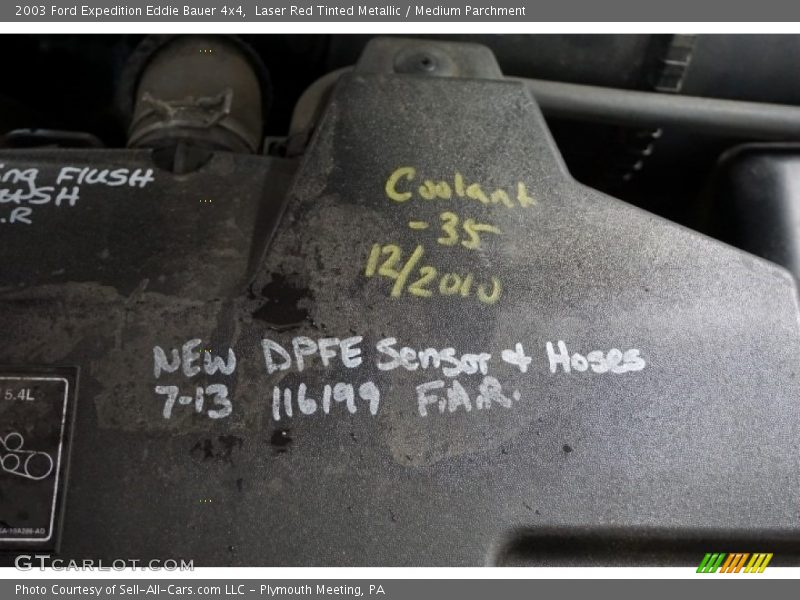 2003 Ford Expedition Eddie Bauer 4x4,  Laser Red Tinted Metallic / Medium Parchment
ng FlUSH
USH
.R
Coolant
-35
12/2010
NEW DPFE Sensor & Hoses
7-13 116199 F.A.R.
5.4L
GTcarlot.com
Photo Courtesy of Sell-All-Cars.com LLC - Plymouth Meeting, PA